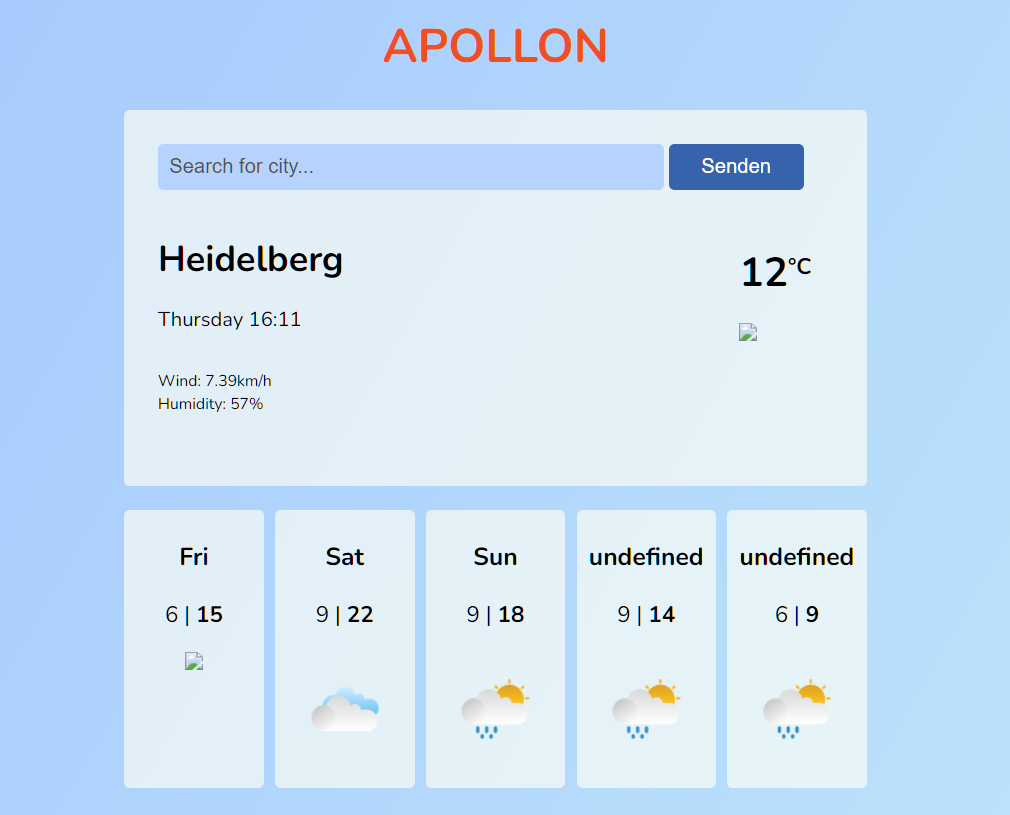 APOLLON
Search for city... Senden
Heidelberg
12°C
Thursday 16:11
Wind: 7.39km/h
Humidity: 57%
Fri Sat Sun undefined undefined
6 | 15 9 | 22 9 | 18 9 | 14 6 | 9